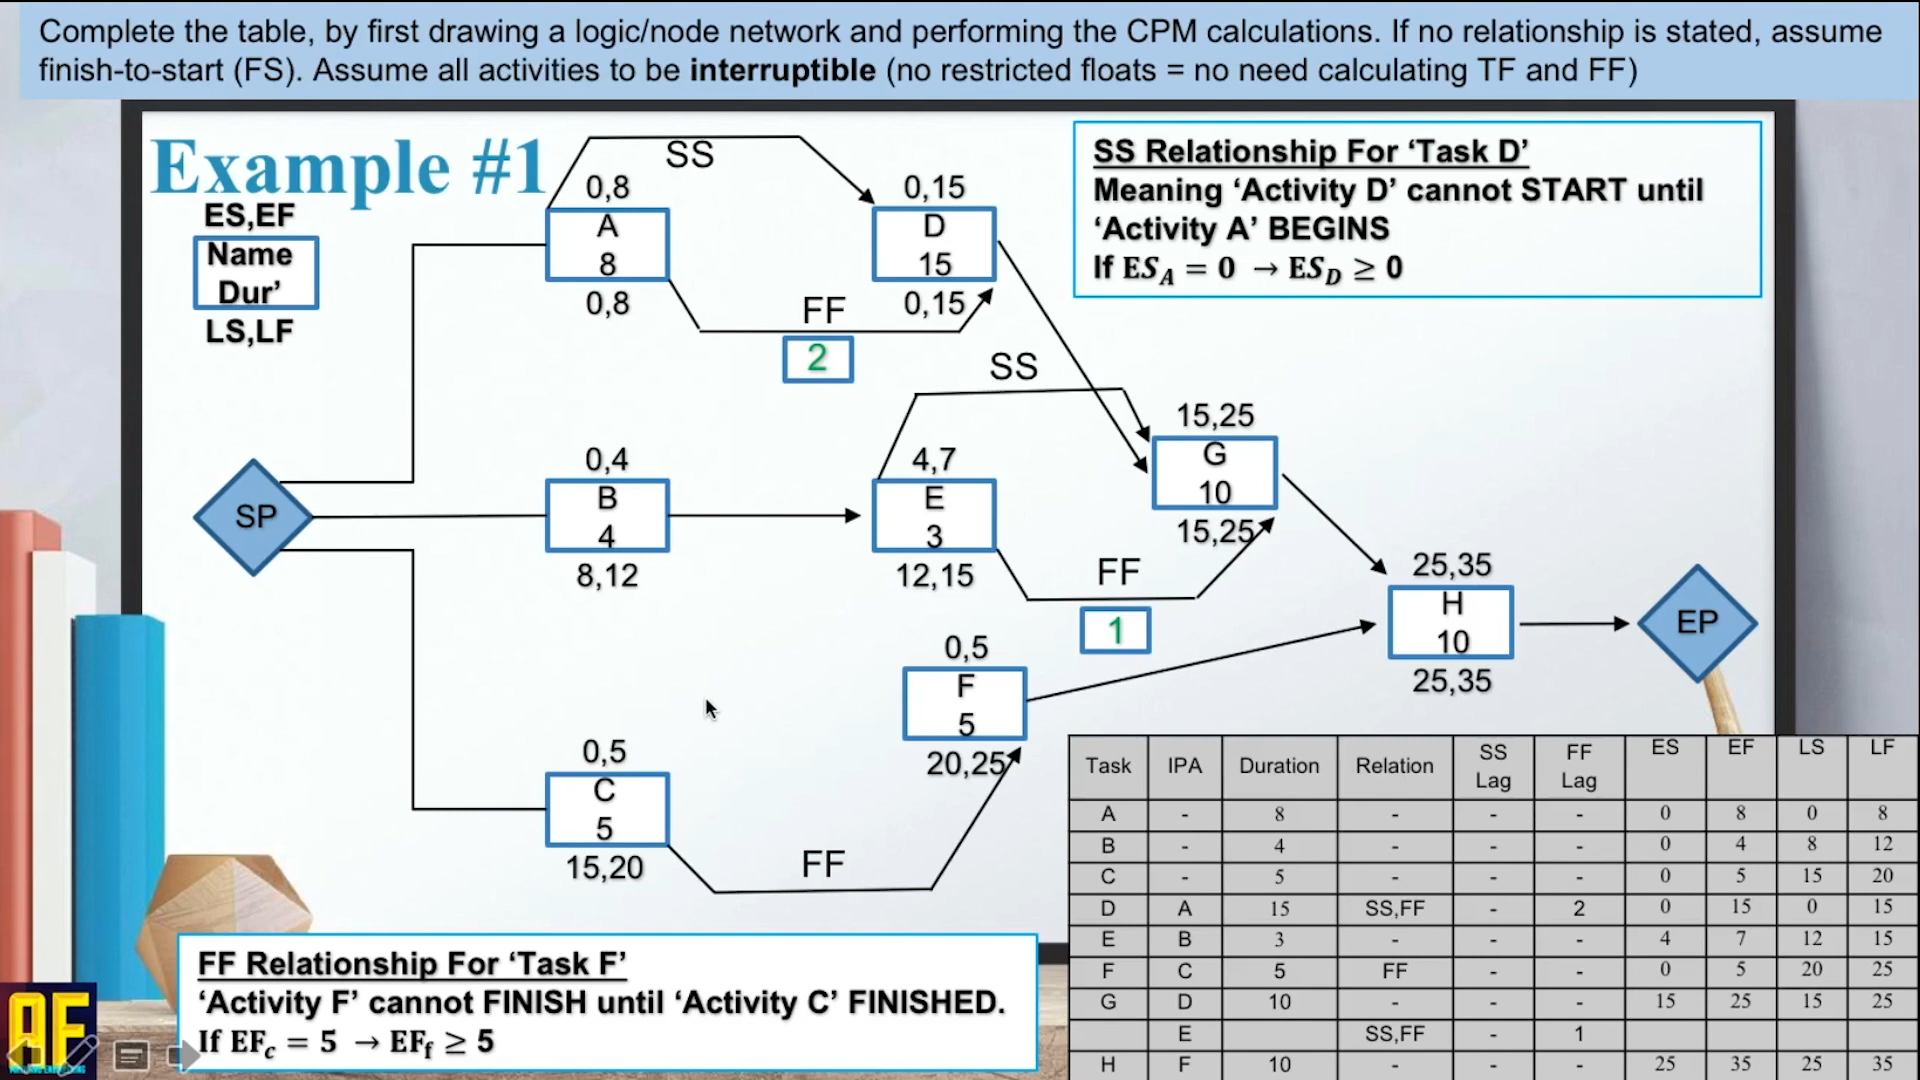 Complete the table, by first drawing a logic/node network and performing the CPM calculations. If no relationship is stated, assume
finish-to-start (FS). Assume all activities to be interruptible (no restricted floats = no need calculating TF and FF)
Example #1
ES,EF
Name
Dur’
LS,LF
SS
0,8
A
8
0,8
0,15
D
15
0,15
FF
2
SS Relationship For ‘Task D’
Meaning ‘Activity D’ cannot START until
‘Activity A’ BEGINS
If ES_A = 0 → ES_D ≥ 0
SP
0,4
B
4
8,12
4,7
E
3
12,15
SS
15,25
G
10
15,25
FF
1
25,35
H
10
25,35
EP
0,5
F
5
20,25
0,5
C
5
15,20
FF
FF Relationship For ‘Task F’
‘Activity F’ cannot FINISH until ‘Activity C’ FINISHED.
If EF_c = 5 → EF_f ≥ 5
AF
Task IPA Duration Relation SS Lag FF Lag ES EF LS LF
A - 8 - - - 0 8 0 8
B - 4 - - - 0 4 8 12
C - 5 - - - 0 5 15 20
D A 15 SS,FF - 2 0 15 0 15
E B 3 - - - 4 7 12 15
F C 5 FF - - 0 5 20 25
G D 10 - - - 15 25 15 25
E SS,FF - 1
H F 10 - - - 25 35 25 35